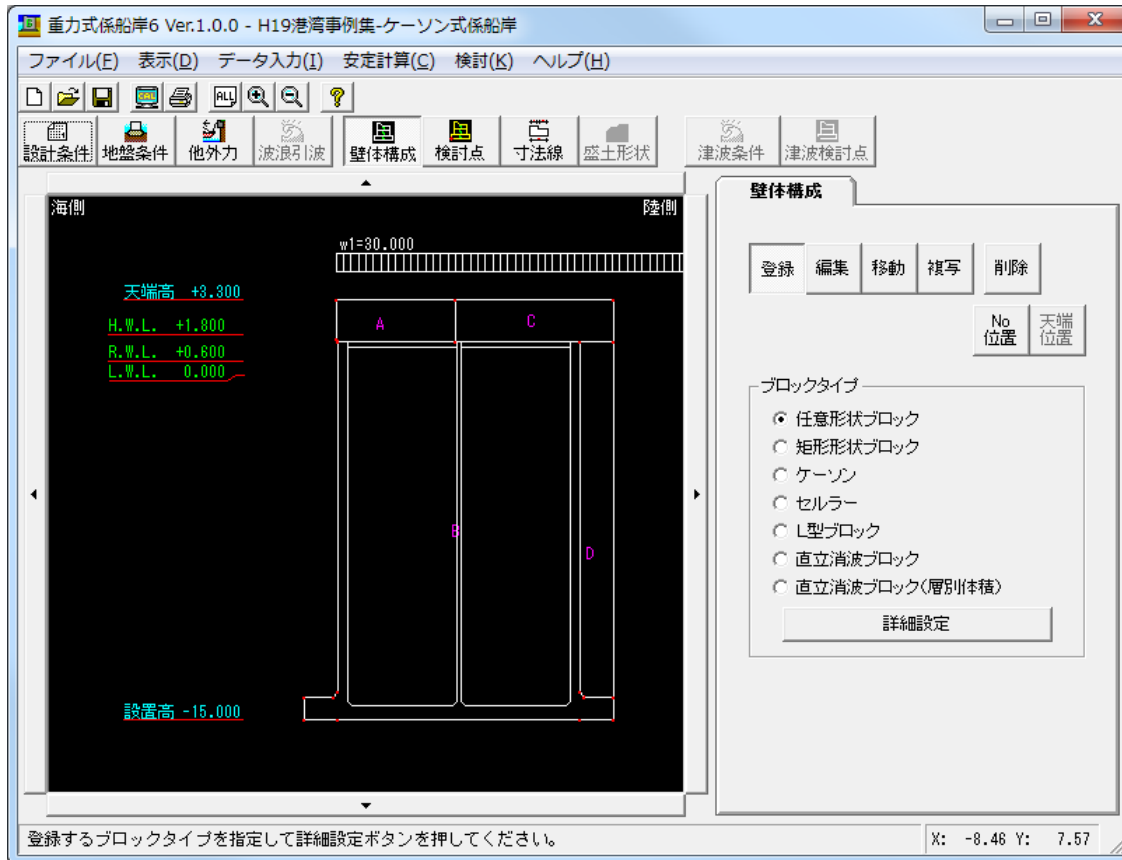 重力式係船岸6 Ver.1.0.0 - H19港湾事例集-ケーソン式係船岸
ファイル(F) 表示(D) データ入力(I) 安定計算(C) 検討(K) ヘルプ(H)
CAL ALL ?
設計条件 地盤条件 他外力 波浪引波 壁体構成 検討点 寸法線 盛土形状 津波条件 津波検討点
海側 陸側
w1=30.000
天端高 +3.300
H.W.L. +1.800
R.W.L. +0.600
L.W.L. 0.000
A C
B
D
設置高 -15.000
壁体構成
登録 編集 移動 複写 削除
No位置 天端位置
ブロックタイプ
任意形状ブロック
矩形形状ブロック
ケーソン
セルラー
L型ブロック
直立消波ブロック
直立消波ブロック(層別体積)
詳細設定
登録するブロックタイプを指定して詳細設定ボタンを押してください。 X: -8.46 Y: 7.57